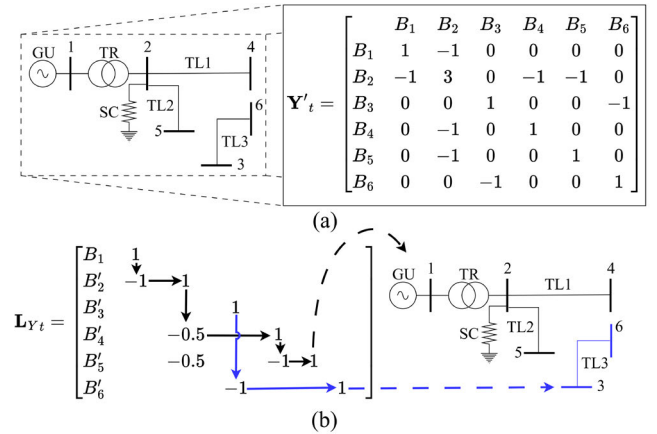 B1 B2 B3 B4 B5 B6
B1 1 −1 0 0 0 0
B2 −1 3 0 −1 −1 0
Y′t = B3 0 0 1 0 0 −1
B4 0 −1 0 1 0 0
B5 0 −1 0 0 1 0
B6 0 0 −1 0 0 1
GU 1 TR 2 4
TL1
SC TL2 6
5 TL3
3
(a)
B1 1
B′2 −1 1
B′3 1
LYt = B′4 −0.5 1
B′5 −0.5 −1 1
B′6 −1 1
GU 1 TR 2 4
TL1
SC TL2 6
5 TL3
3
(b)